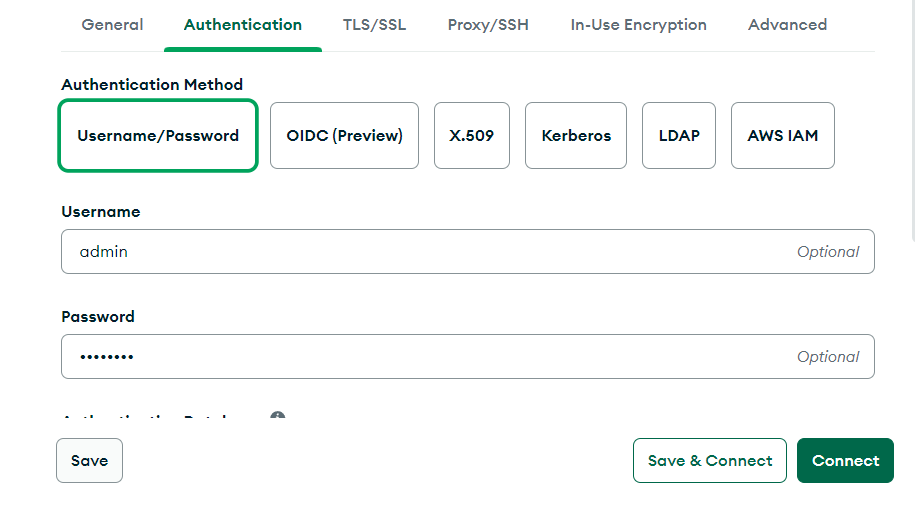 General Authentication TLS/SSL Proxy/SSH In-Use Encryption Advanced
Authentication Method
Username/Password OIDC (Preview) X.509 Kerberos LDAP AWS IAM
Username
admin Optional
Password
•••••••• Optional
Save Save & Connect Connect